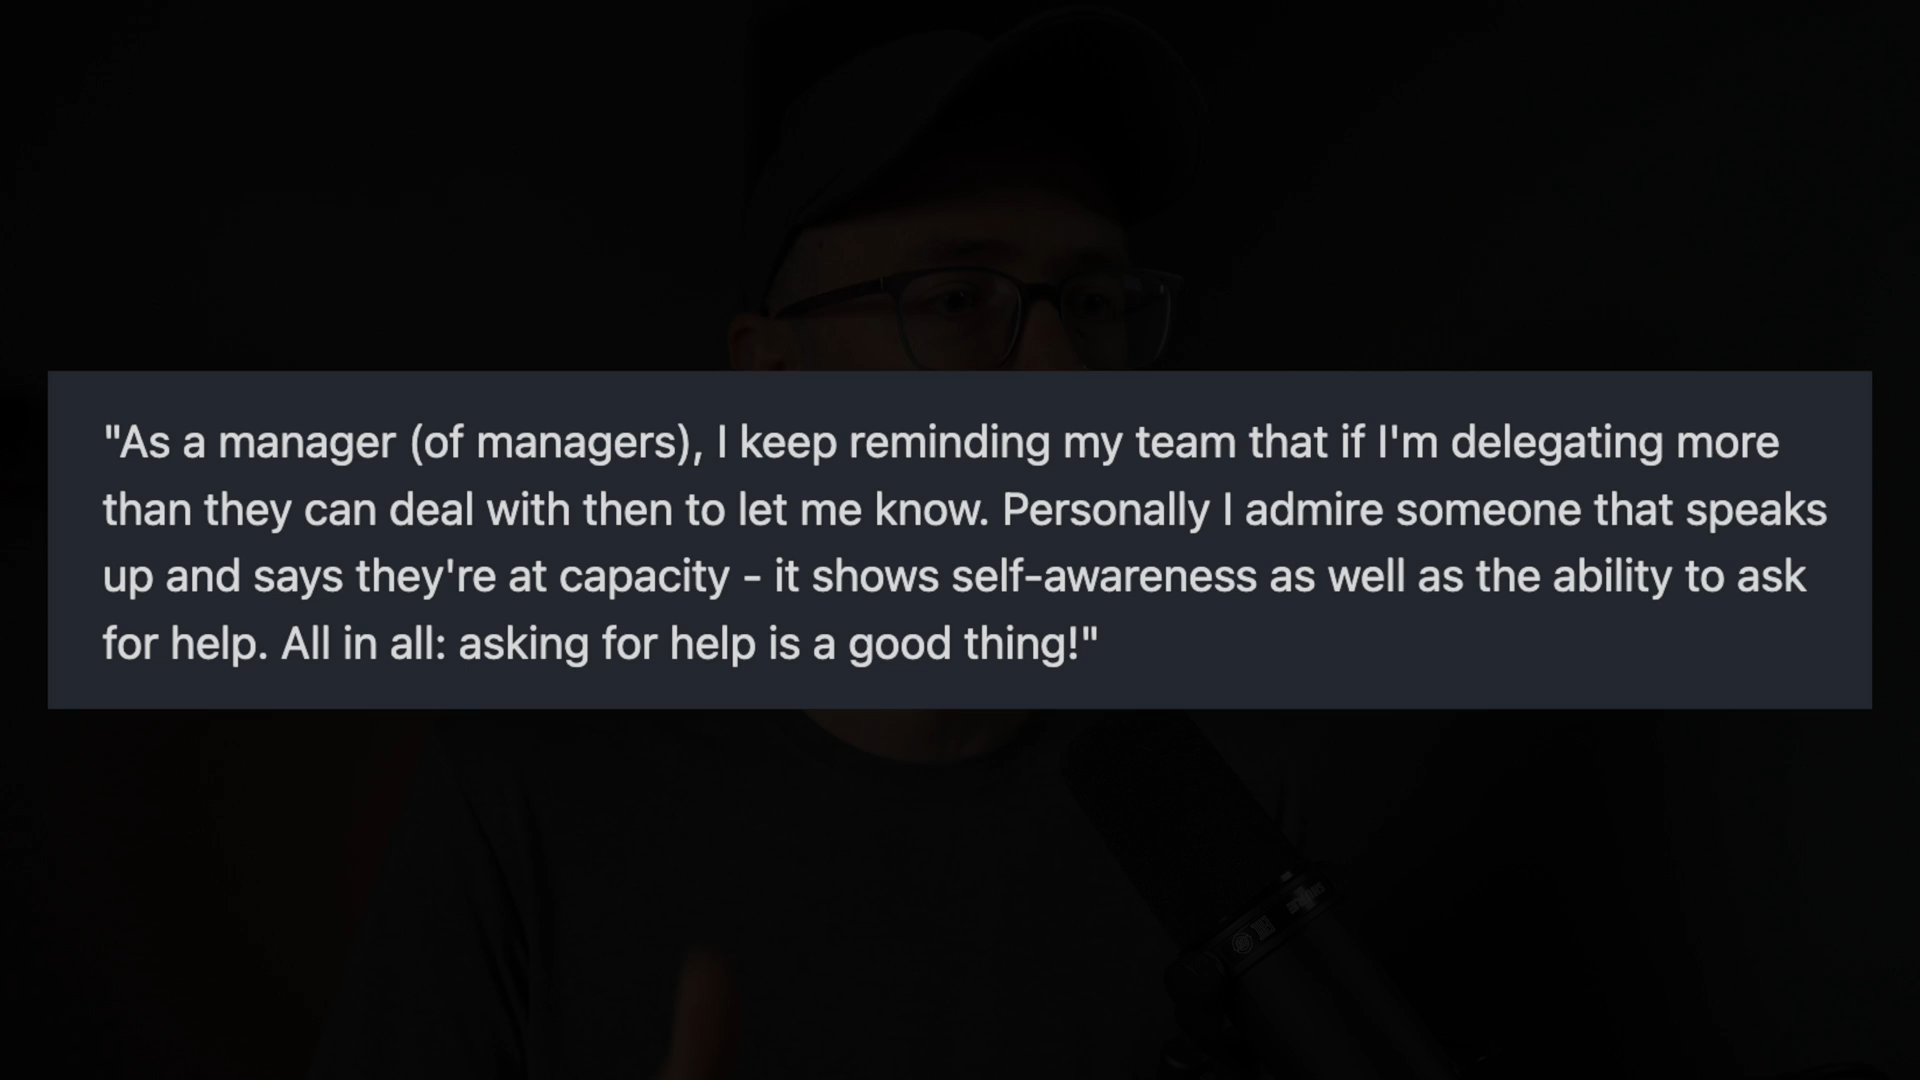 "As a manager (of managers), I keep reminding my team that if I'm delegating more
than they can deal with then to let me know. Personally I admire someone that speaks
up and says they're at capacity - it shows self-awareness as well as the ability to ask
for help. All in all: asking for help is a good thing!"